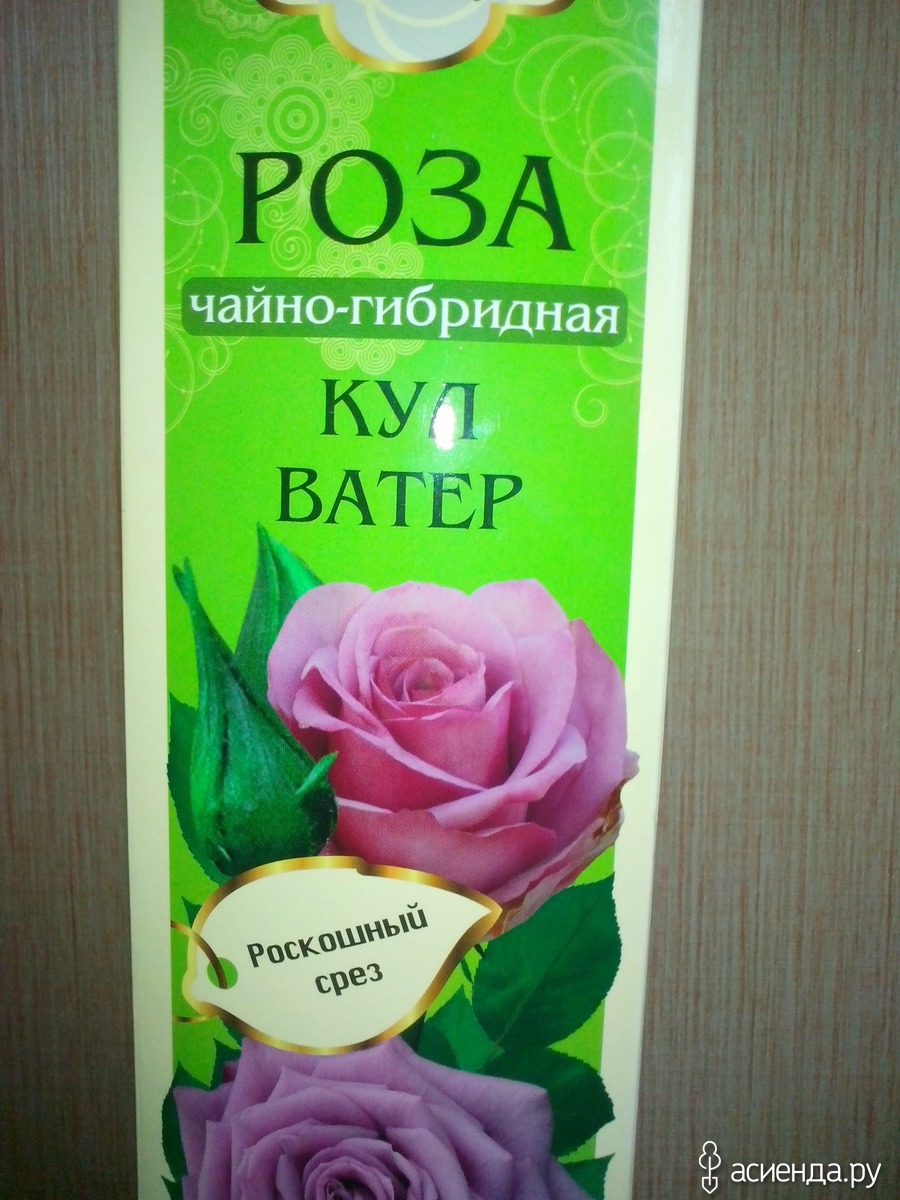 РОЗА
чайно-гибридная
КУЛ
ВАТЕР
Роскошный
срез
асиенда.ру